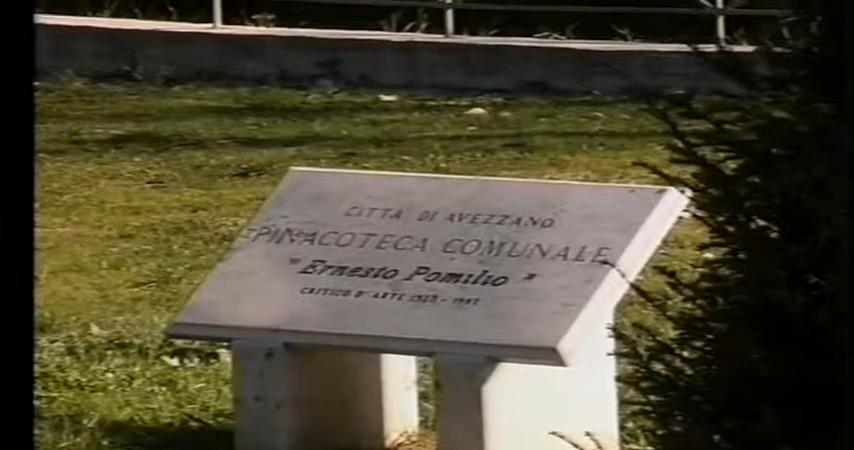 CITTA DI AVEZZANO
PINACOTECA COMUNALE
"Ernesto Pomilio"
CRITICO D'ARTE